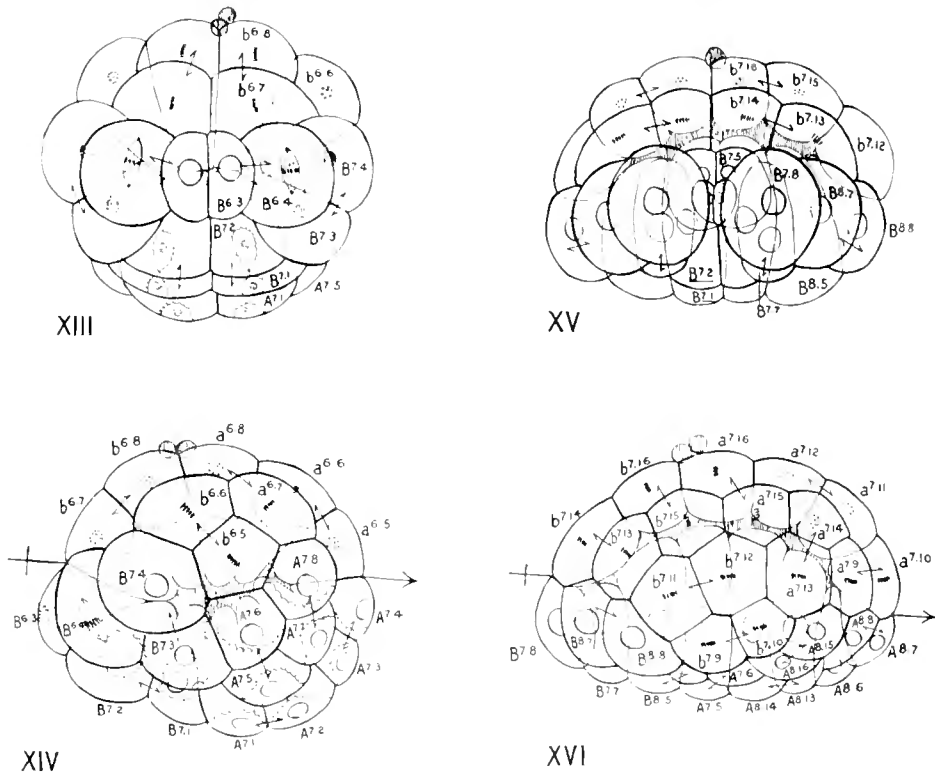 b6.8
b6.6
b6.7
B7.4
B6.3
B6.4
B7.2
B7.3
B7.1
A7.1
A7.5
XIII
b7.16
b7.15
b7.14
b7.13
b7.12
B7.5
B7.8
B8.7
B8.8
B7.2
B7.1
B8.5
B7.7
XV
b6.8
a6.8
a6.6
b6.7
b6.6
a6.7
a6.5
b6.5
B7.4
A7.8
B6.3
A7.6
A7.4
B7.3
A7.3
A7.5
B7.2
B7.1
A7.1
A7.2
XIV
a7.16
a7.12
b7.16
a7.11
b7.14
b7.15
a7.15
b7.13
a7.14
b7.12
a7.9
a7.10
b7.11
a7.13
B7.8
B8.7
B8.8
b7.9
b7.10
A8.15
A8.8
A8.7
A8.16
B7.7
B8.5
A7.5
A7.6
A8.14
A8.13
A8.6
XVI